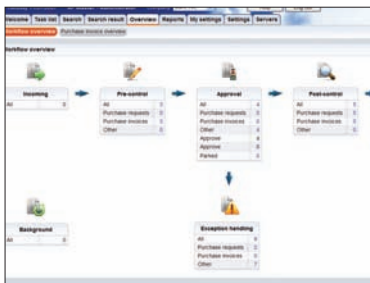 Welcome Task list Search Search result Overview Reports My settings Settings Servers
Workflow overview Purchase invoice overview
Workflow overview
Incoming
All 0
Pre-control
All
Purchase requests
Purchase invoices
Other
Approval
All 4
Purchase requests 0
Purchase invoices 0
Other
Approve 4
Approve
Parked 0
Post-control
All
Purchase requests
Purchase invoices
Other
Background
All 0
Exception handling
All
Purchase requests
Purchase invoices
Other 7